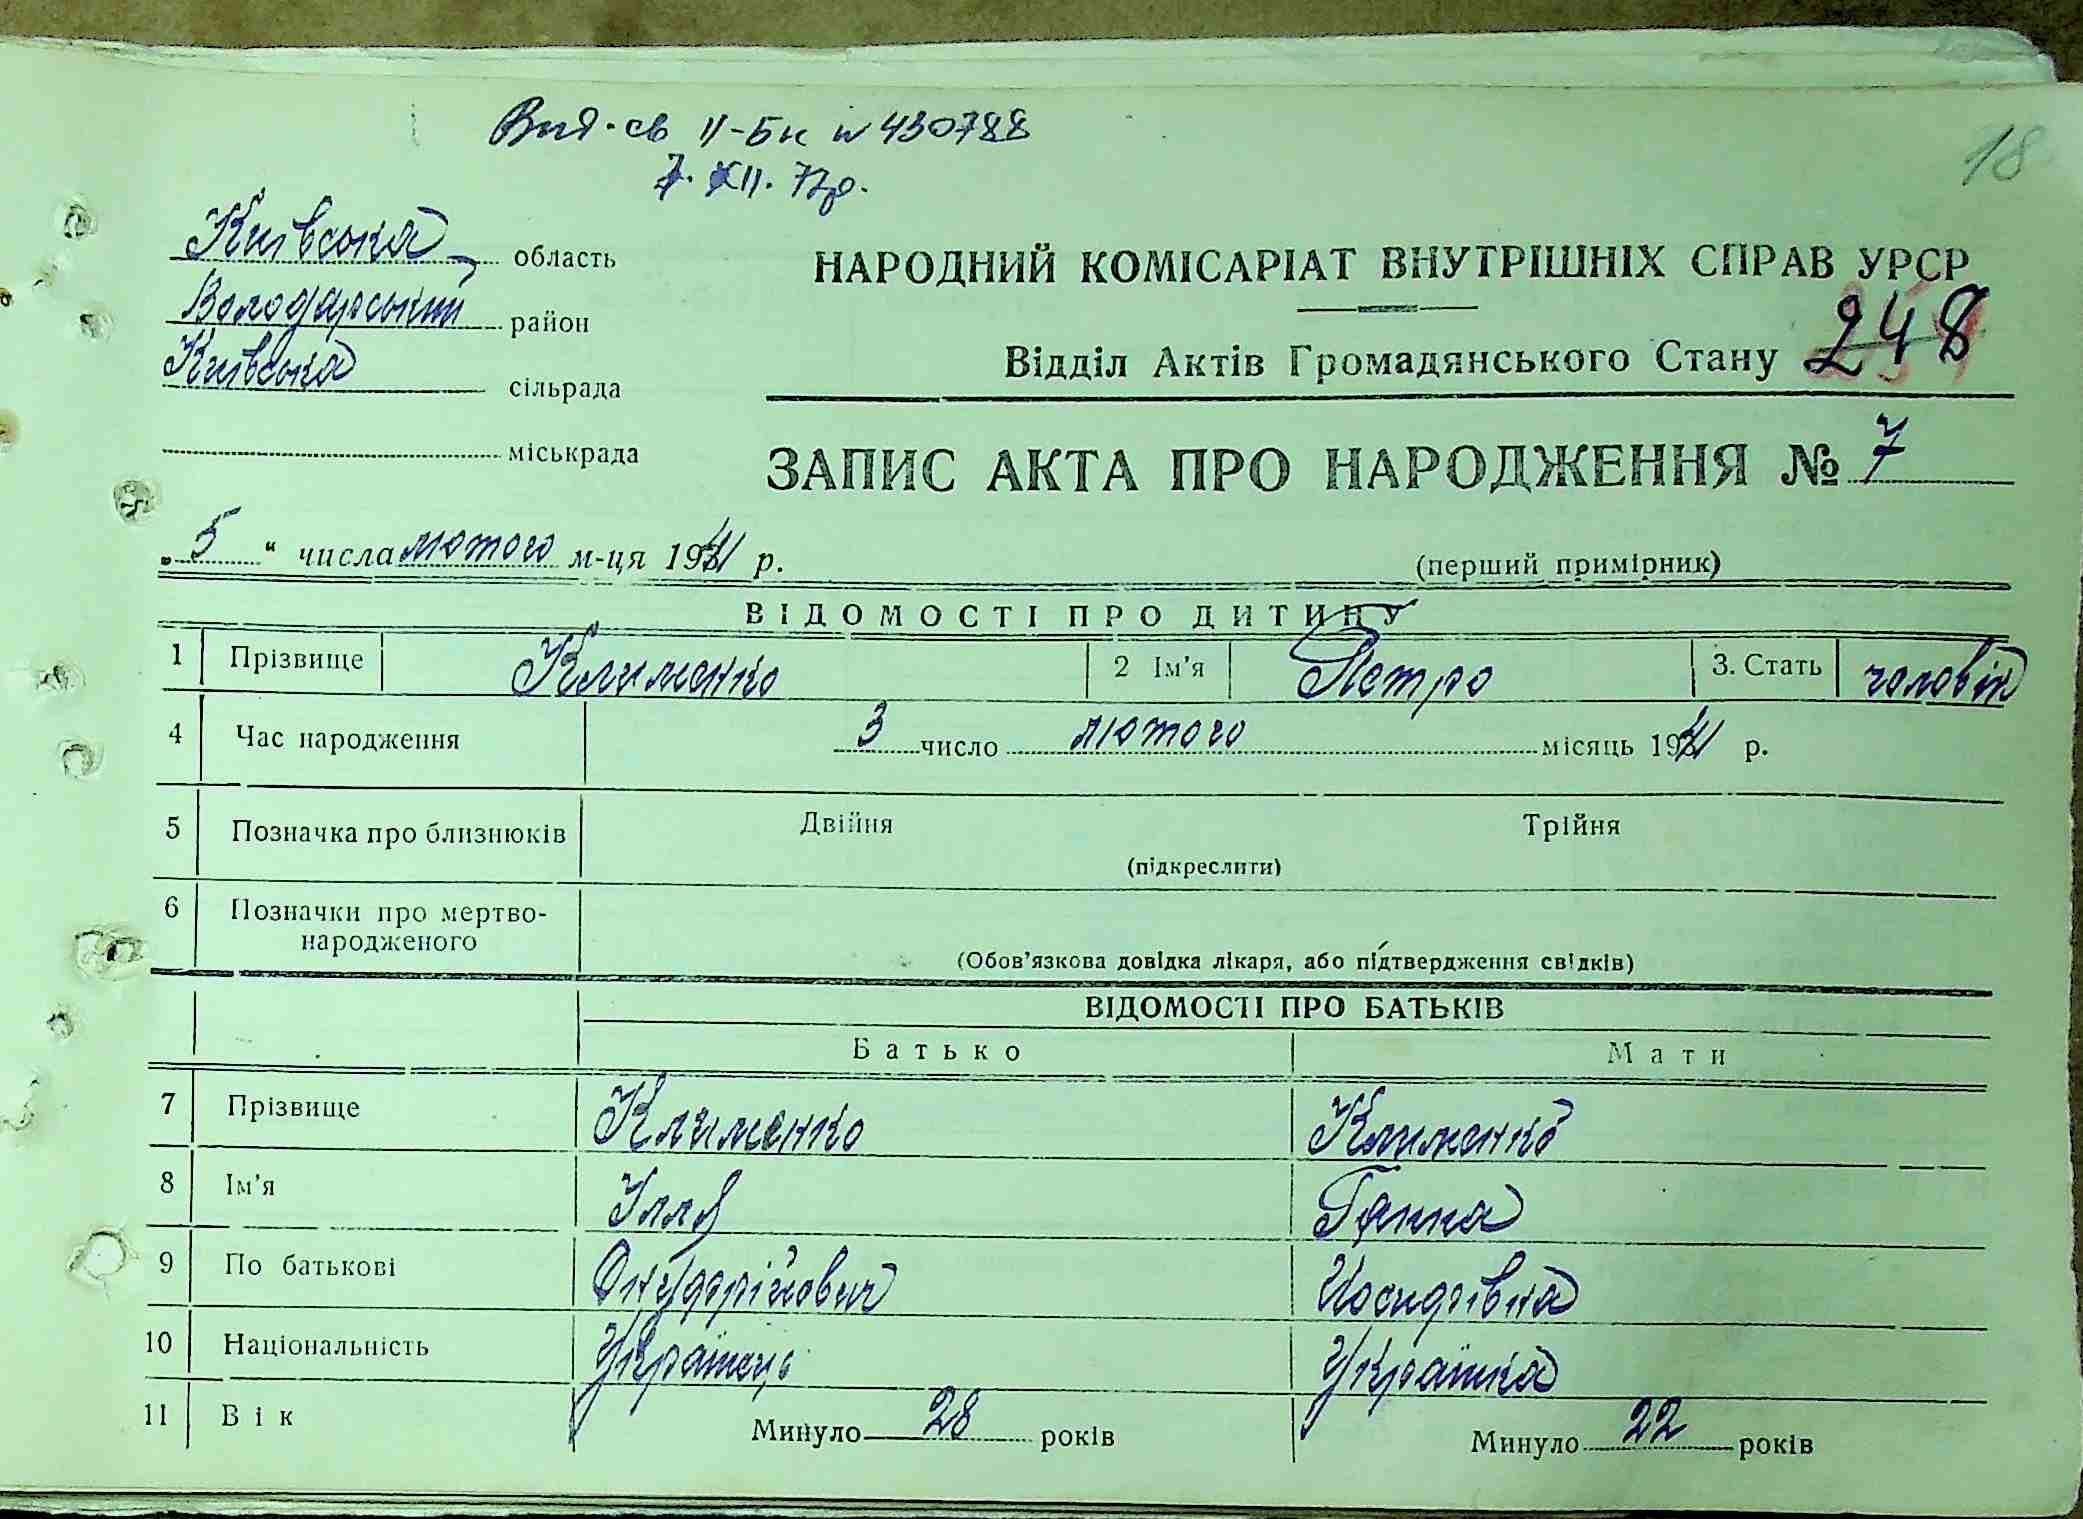 Вид. св II-БК № 430788
7. XII. 72р.
18
Київська область
Володарський район
сільрада
міськрада
НАРОДНИЙ КОМІСАРІАТ ВНУТРІШНІХ СПРАВ УРСР
Відділ Актів Громадянського Стану 248
ЗАПИС АКТА ПРО НАРОДЖЕННЯ № 7
„5“ числа лютого м-ця 1941 р.
(перший примірник)
ВІДОМОСТІ ПРО ДИТИНУ
1 Прізвище Клименко 2 Ім'я Петро 3. Стать чоловік
4 Час народження 3 число лютого місяць 1941 р.
5 Позначка про близнюків Двійня Трійня
(підкреслити)
6 Позначки про мертво-
народженого
(Обов'язкова довідка лікаря, або підтвердження свідків)
ВІДОМОСТІ ПРО БАТЬКІВ
Батько Мати
7 Прізвище Клименко Клименко
8 Ім'я Ілля Ганна
9 По батькові Онуфрійович Йосипівна
10 Національність Українець Українка
11 Вік Минуло 28 років Минуло 22 років